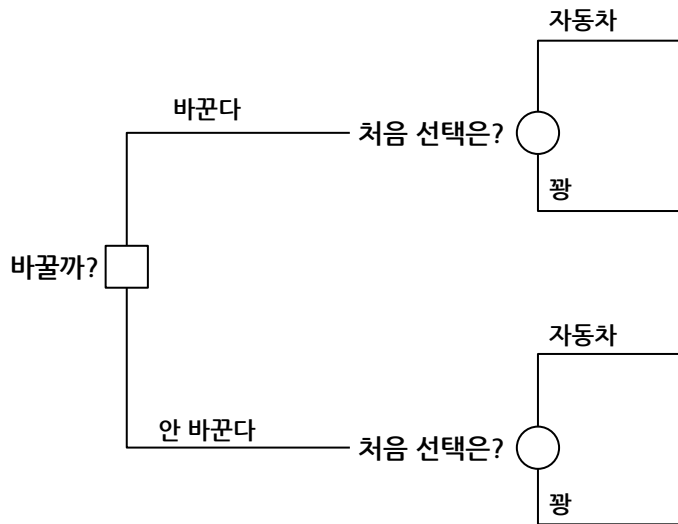 자동차
바꾼다
처음 선택은?
꽝
바꿀까?
자동차
안 바꾼다
처음 선택은?
꽝